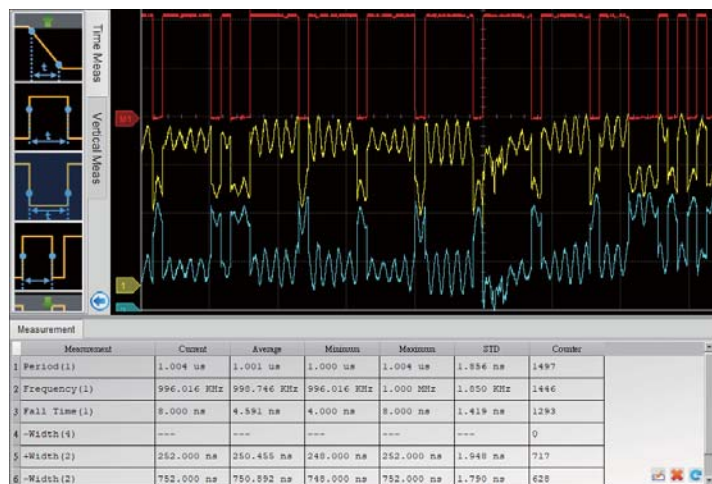 Time Meas
Vertical Meas
t
t
t
t
M1
1
Measurement
Measurement Current Average Minimum Maximum STD Counter
1 Period(1) 1.004 us 1.001 us 1.000 us 1.004 us 1.856 ns 1497
2 Frequency(1) 996.016 KHz 998.746 KHz 996.016 KHz 1.000 MHz 1.850 KHz 1446
3 Fall Time(1) 8.000 ns 4.591 ns 4.000 ns 8.000 ns 1.419 ns 1293
4 -Width(4) --- --- --- --- --- 0
5 +Width(2) 252.000 ns 250.455 ns 248.000 ns 252.000 ns 1.948 ns 717
6 -Width(2) 752.000 ns 750.892 ns 748.000 ns 752.000 ns 1.790 ns 628